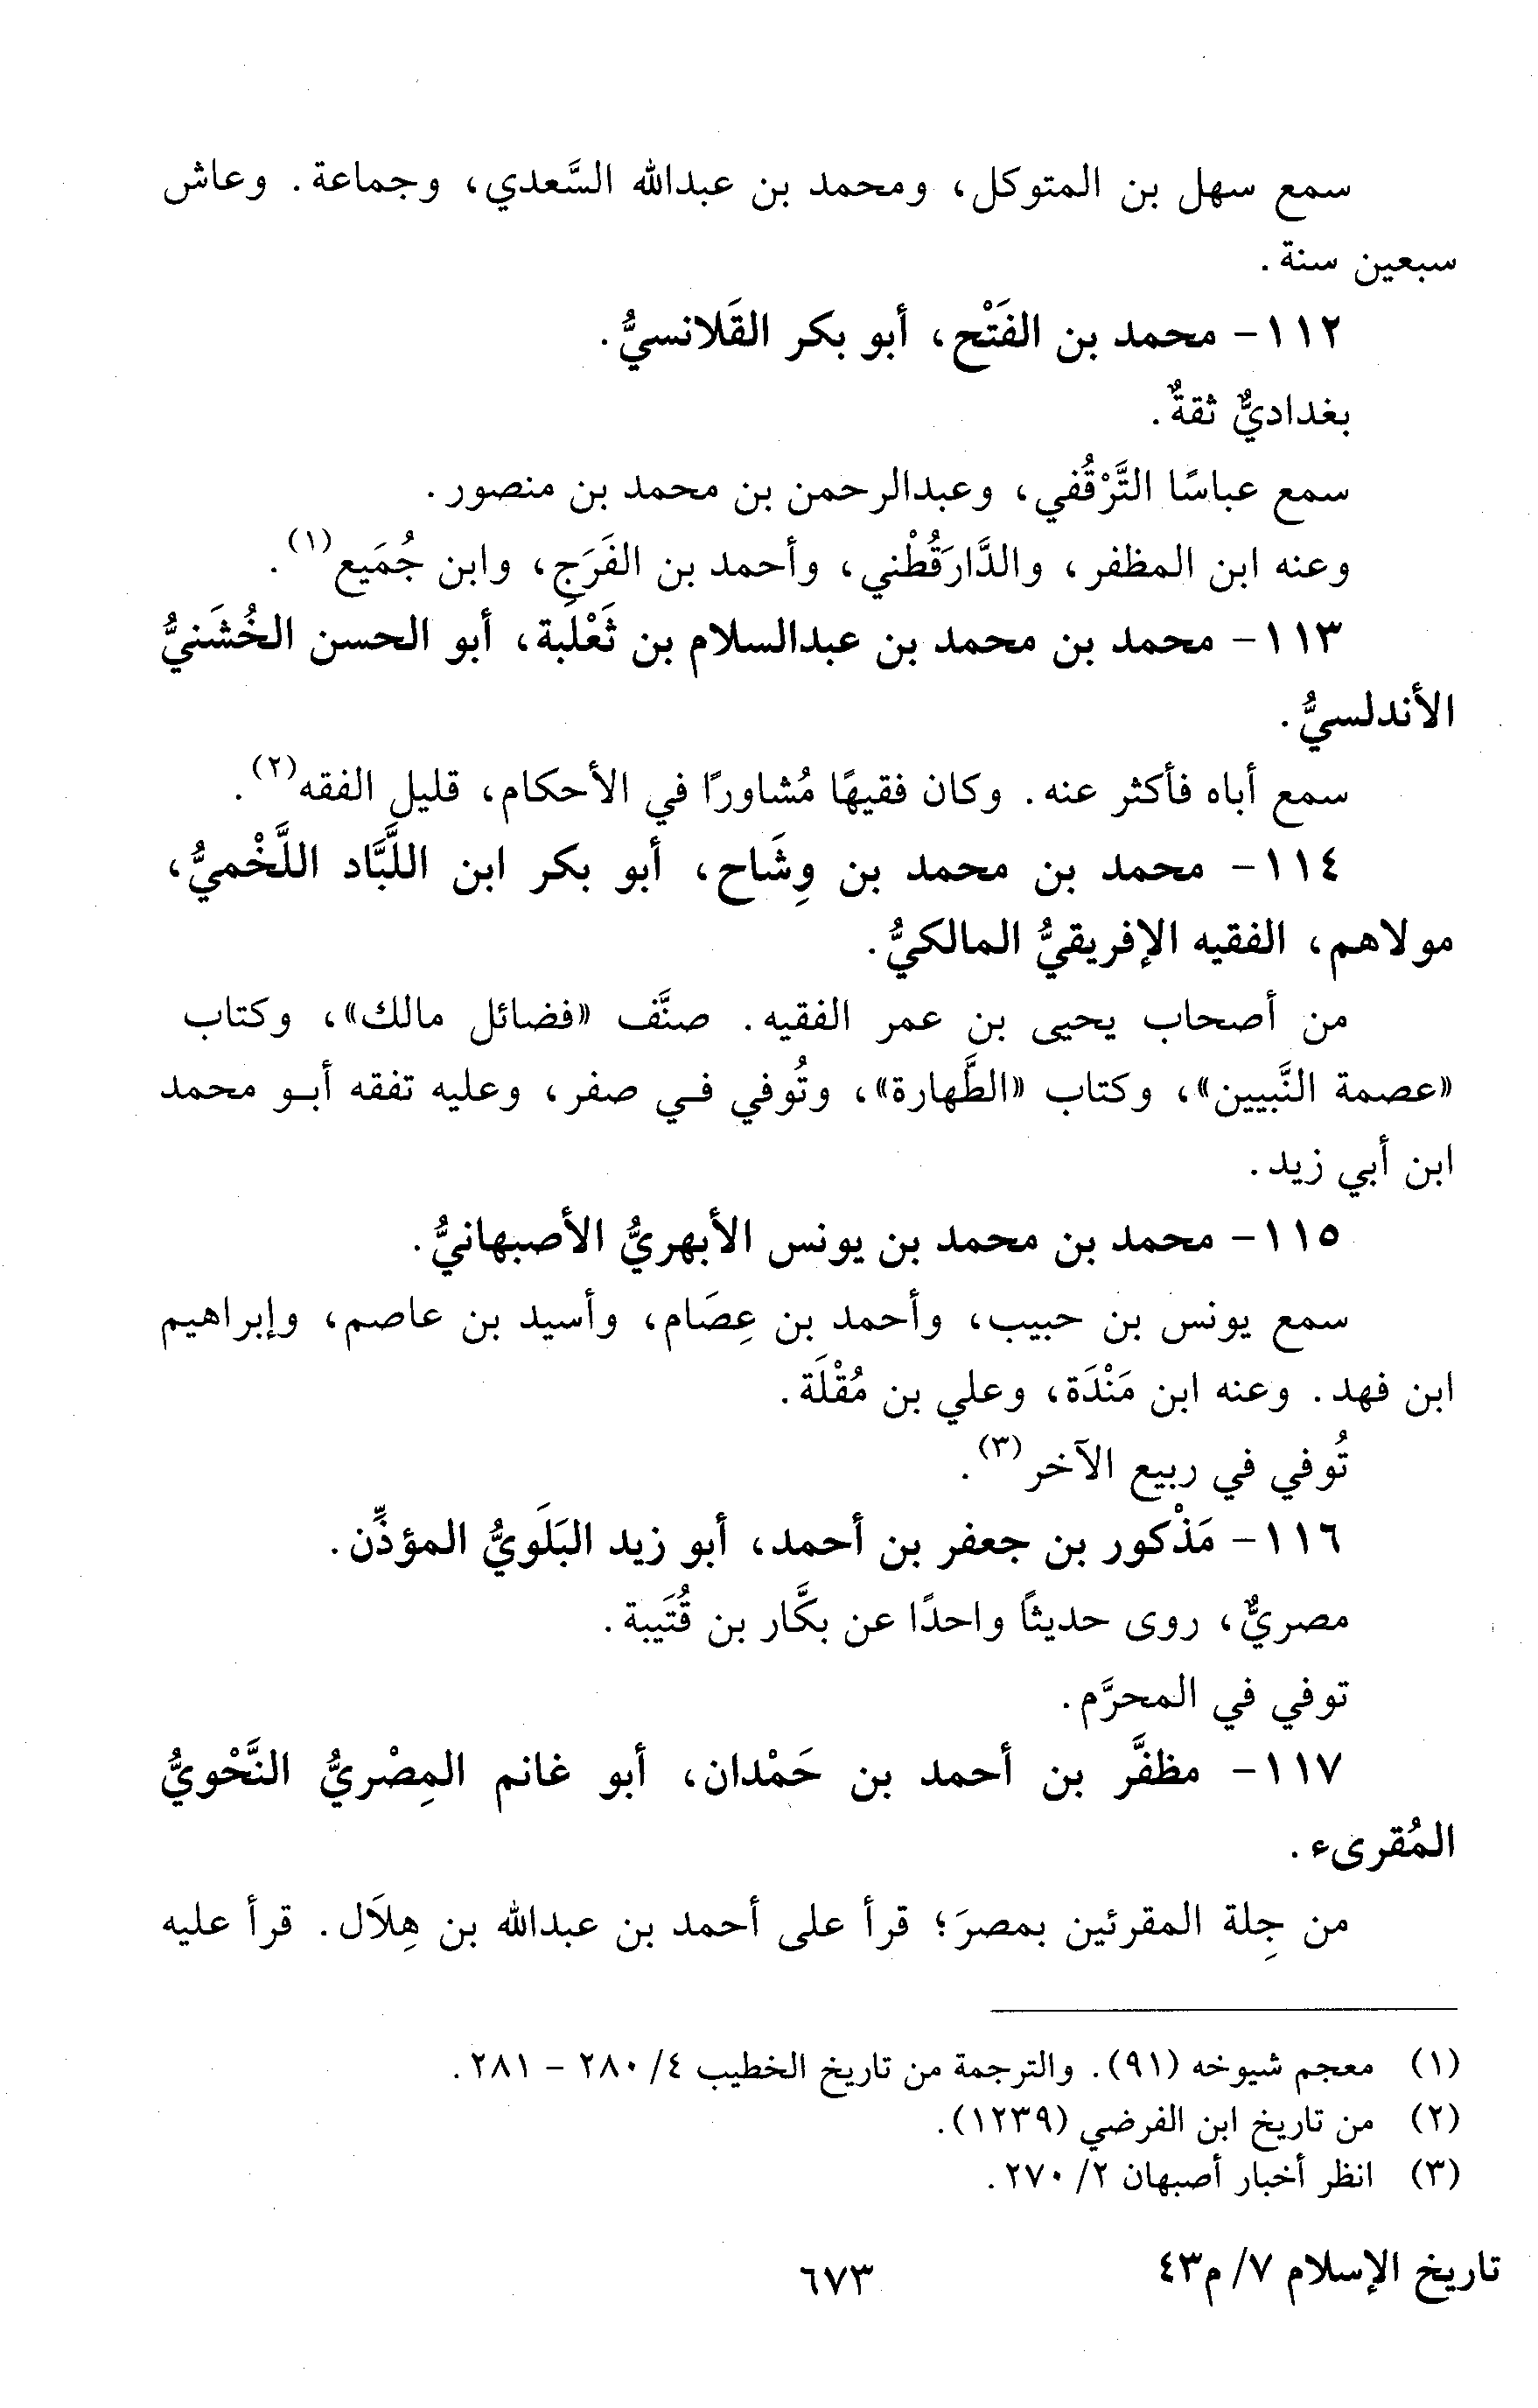 سمع سهل بن المتوكل، ومحمد بن عبدالله السَّعدي، وجماعة. وعاش
سبعين سنة.
١١٢- محمد بن الفَتْح، أبو بكر القَلانسيُّ.
بغداديٌّ ثقةٌ.
سمع عباسًا التَّرْقُفي، وعبدالرحمن بن محمد بن منصور.
وعنه ابن المظفر، والدَّارَقُطْني، وأحمد بن الفَرَجِ، وابن جُمَيع(١).
١١٣- محمد بن محمد بن عبدالسلام بن ثَعْلَبة، أبو الحسن الخُشَنيُّ
الأندلسيُّ.
سمع أباه فأكثر عنه. وكان فقيهًا مُشاورًا في الأحكام، قليل الفقه(٢).
١١٤- محمد بن محمد بن وِشَاح، أبو بكر ابن اللَّبَّاد اللَّخْميُّ،
مولاهم، الفقيه الإفريقيُّ المالكيُّ.
من أصحاب يحيى بن عمر الفقيه. صنَّف «فضائل مالك»، وكتاب
«عصمة النَّبيين»، وكتاب «الطَّهارة»، وتُوفي فـي صفر، وعليه تفقه أبـو محمد
ابن أبي زيد.
١١٥- محمد بن محمد بن يونس الأبهريُّ الأصبهانيُّ.
سمع يونس بن حبيب، وأحمد بن عِصَام، وأسيد بن عاصم، وإبراهيم
ابن فهد. وعنه ابن مَنْدَة، وعلي بن مُقْلَة.
تُوفي في ربيع الآخر(٣).
١١٦- مَذْكور بن جعفر بن أحمد، أبو زيد البَلَويُّ المؤذِّن.
مصريٌّ، روى حديثًا واحدًا عن بكَّار بن قُتَيبة.
توفي في المحرَّم.
١١٧- مظفَّر بن أحمد بن حَمْدان، أبو غانم المِصْريُّ النَّحْويُّ
المُقرىء.
من جِلة المقرئين بمصرَ؛ قرأ على أحمد بن عبدالله بن هِلَال. قرأ عليه
(١) معجم شيوخه (٩١). والترجمة من تاريخ الخطيب ٤/ ٢٨٠ - ٢٨١.
(٢) من تاريخ ابن الفرضي (١٢٣٩).
(٣) انظر أخبار أصبهان ٢/ ٢٧٠.
تاريخ الإسلام ٧/ م٤٣
٦٧٣